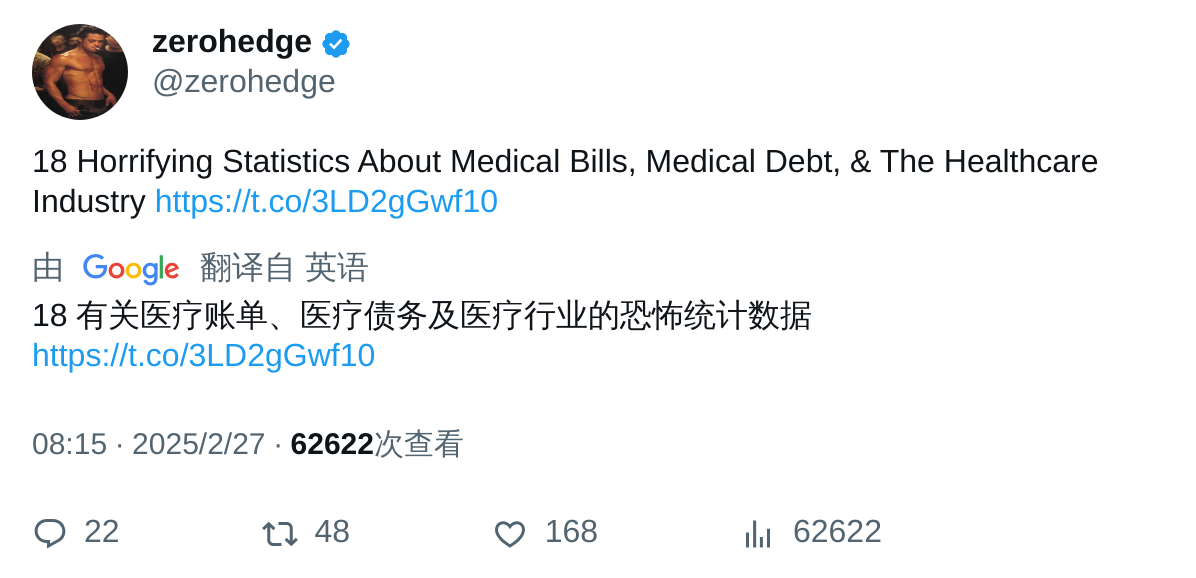 zerohedge
@zerohedge
18 Horrifying Statistics About Medical Bills, Medical Debt, & The Healthcare
Industry https://t.co/3LD2gGwf10
由 Google 翻译自 英语
18 有关医疗账单、医疗债务及医疗行业的恐怖统计数据
https://t.co/3LD2gGwf10
08:15 · 2025/2/27 · 62622次查看
22 48 168 62622